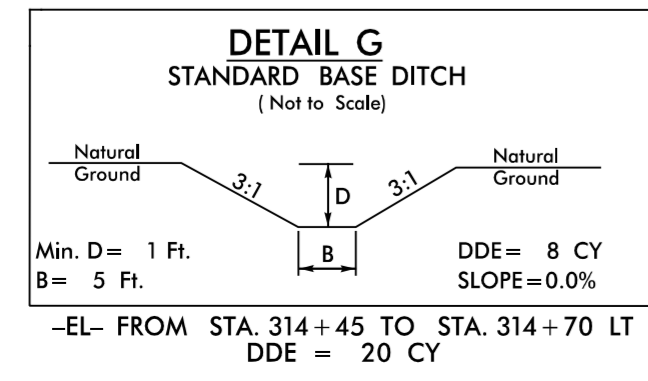 DETAIL G
STANDARD BASE DITCH
( Not to Scale)
Natural
Ground
3:1
D
3:1
Natural
Ground
Min. D = 1 Ft.
B
DDE = 8 CY
B = 5 Ft.
SLOPE = 0.0%
–EL– FROM STA. 314+45 TO STA. 314+70 LT
DDE = 20 CY